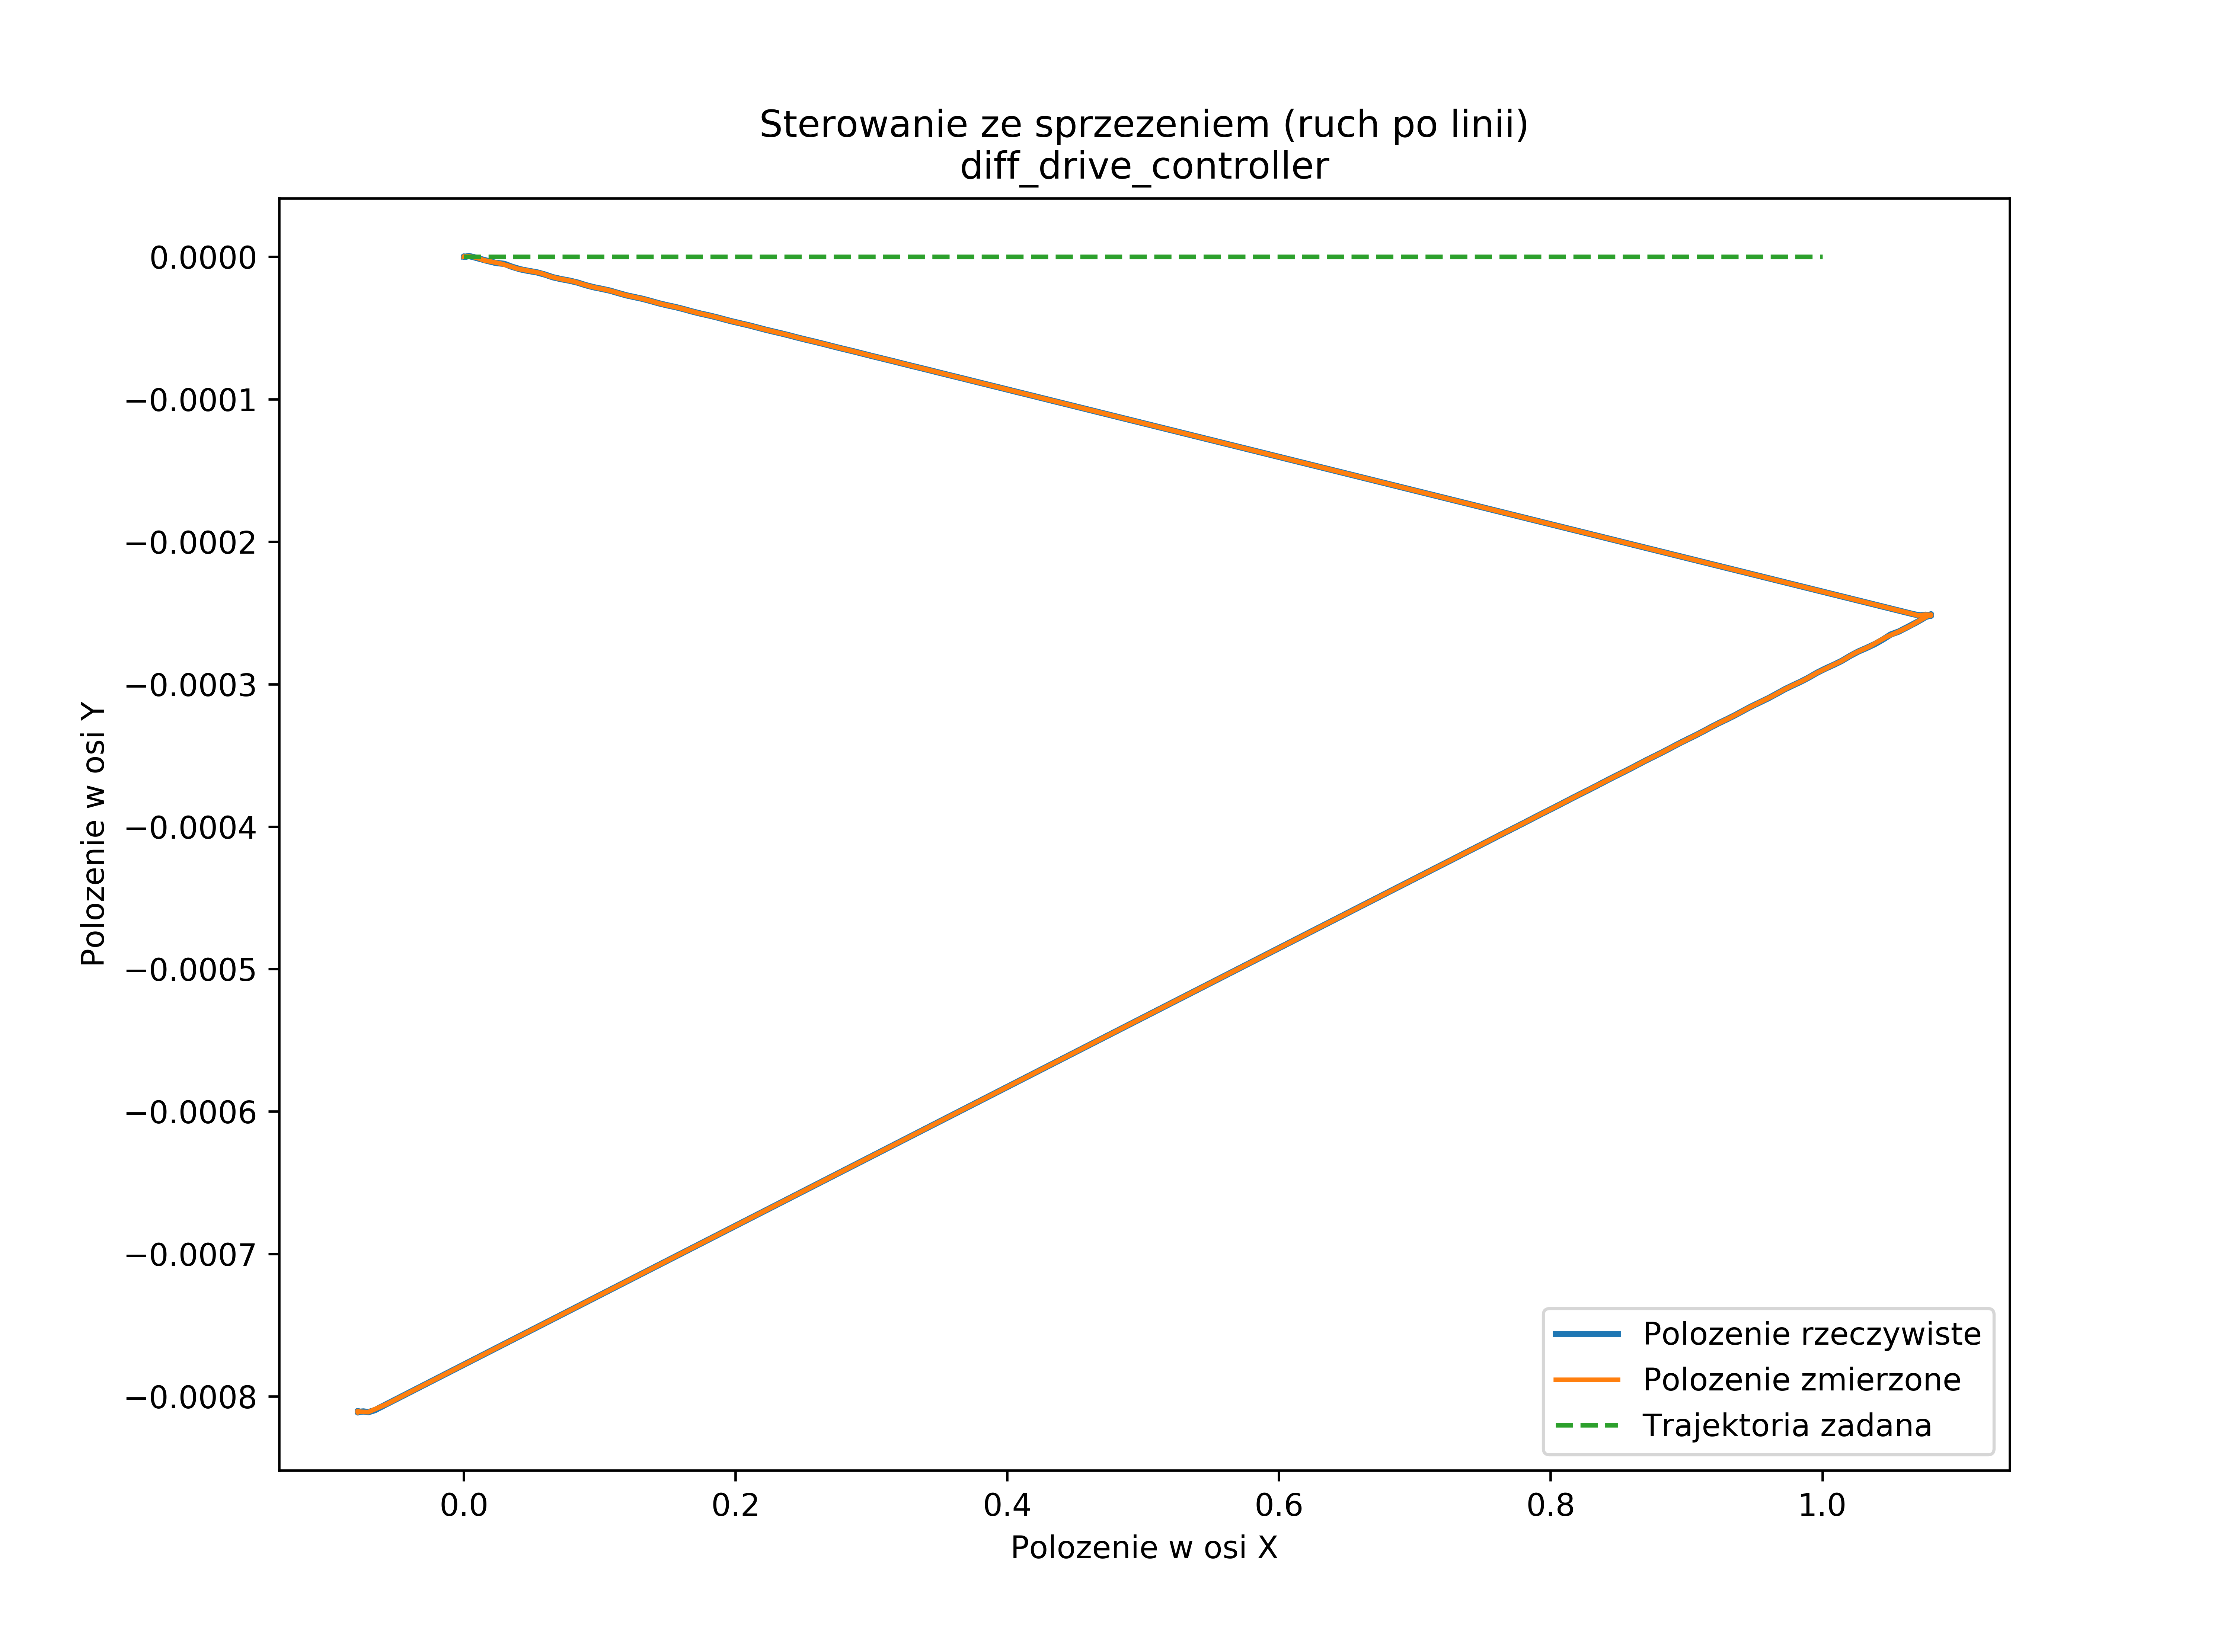 Sterowanie ze sprzezeniem (ruch po linii)
diff_drive_controller
0.0000
−0.0001
−0.0002
−0.0003
−0.0004
−0.0005
−0.0006
−0.0007
−0.0008
Polozenie w osi Y
Polozenie rzeczywiste
Polozenie zmierzone
Trajektoria zadana
0.0 0.2 0.4 0.6 0.8 1.0
Polozenie w osi X